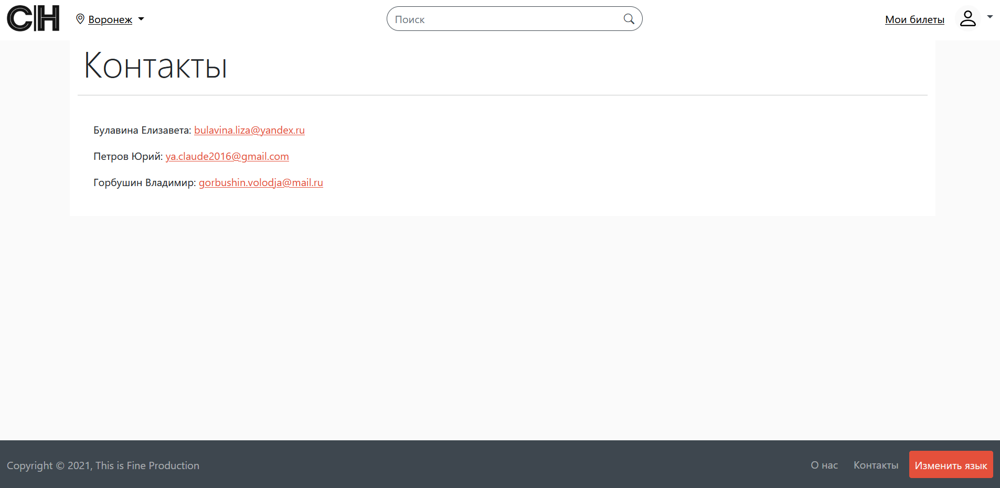 CH Воронеж Поиск Мои билеты
Контакты
Булавина Елизавета: bulavina.liza@yandex.ru
Петров Юрий: ya.claude2016@gmail.com
Горбушин Владимир: gorbushin.volodja@mail.ru
Copyright © 2021, This is Fine Production О нас Контакты Изменить язык